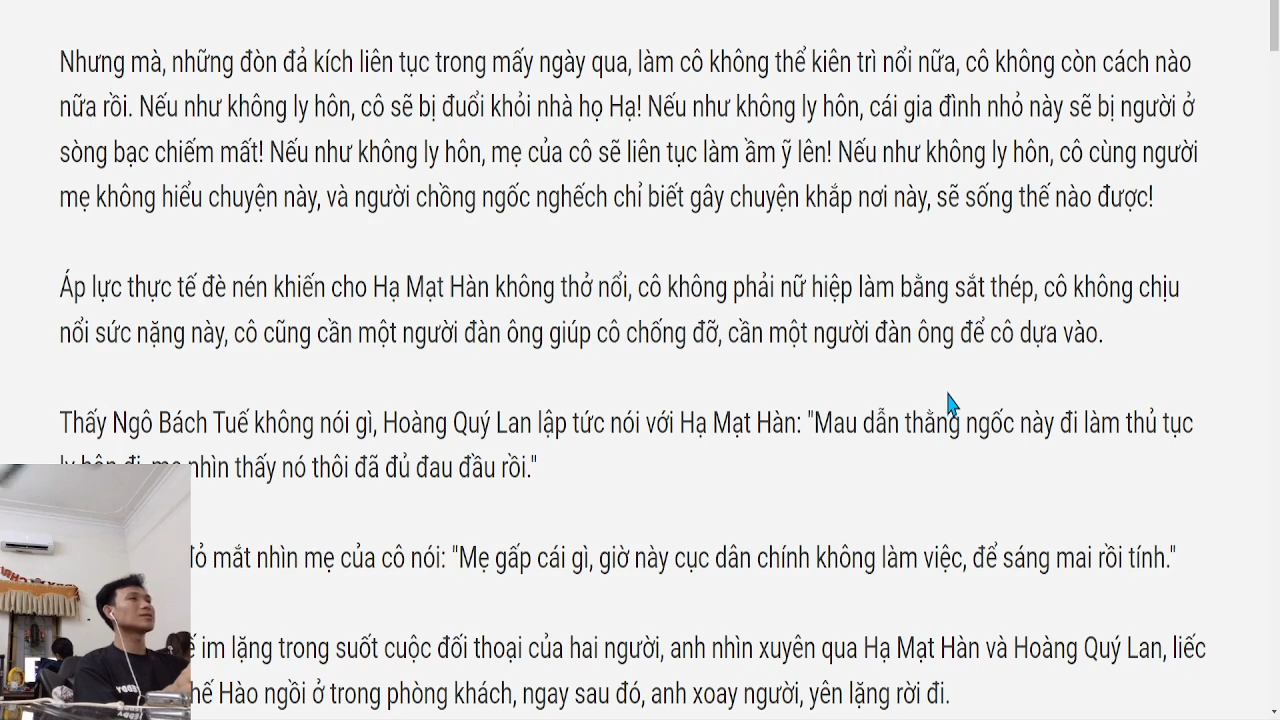 Nhưng mà, những đòn đả kích liên tục trong mấy ngày qua, làm cô không thể kiên trì nổi nữa, cô không còn cách nào
nữa rồi. Nếu như không ly hôn, cô sẽ bị đuổi khỏi nhà họ Hạ! Nếu như không ly hôn, cái gia đình nhỏ này sẽ bị người ở
sòng bạc chiếm mất! Nếu như không ly hôn, mẹ của cô sẽ liên tục làm ầm ỹ lên! Nếu như không ly hôn, cô cùng người
mẹ không hiểu chuyện này, và người chồng ngốc nghếch chỉ biết gây chuyện khắp nơi này, sẽ sống thế nào được!
Áp lực thực tế đè nén khiến cho Hạ Mạt Hàn không thở nổi, cô không phải nữ hiệp làm bằng sắt thép, cô không chịu
nổi sức nặng này, cô cũng cần một người đàn ông giúp cô chống đỡ, cần một người đàn ông để cô dựa vào.
Thấy Ngô Bách Tuế không nói gì, Hoàng Quý Lan lập tức nói với Hạ Mạt Hàn: "Mau dẫn thằng ngốc này đi làm thủ tục
nhìn thấy nó thôi đã đủ đau đầu rồi."
mắt nhìn mẹ của cô nói: "Mẹ gấp cái gì, giờ này cục dân chính không làm việc, để sáng mai rồi tính."
im lặng trong suốt cuộc đối thoại của hai người, anh nhìn xuyên qua Hạ Mạt Hàn và Hoàng Quý Lan, liếc
Hào ngồi ở trong phòng khách, ngay sau đó, anh xoay người, yên lặng rời đi.